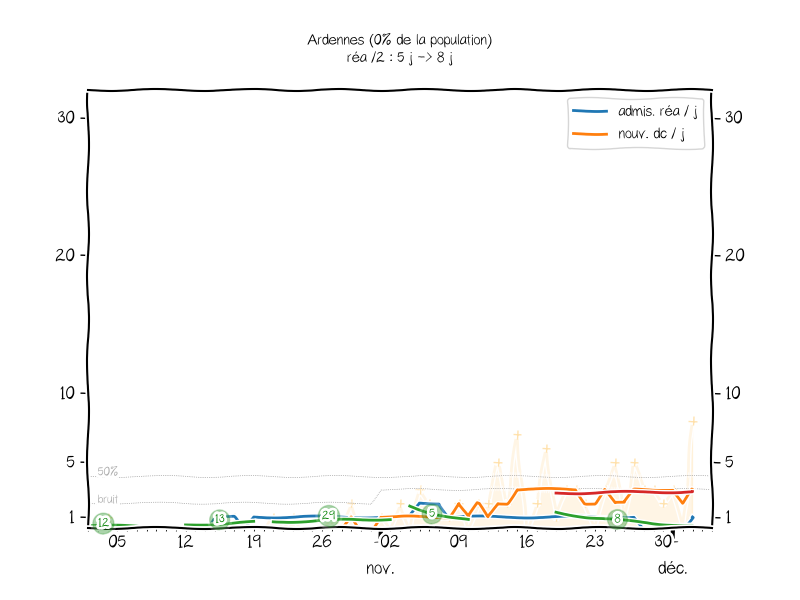 Ardennes (0% de la population)
réa /2 : 5 j -> 8 j
admis. réa / j
nouv. dc / j
30 30
20 20
10 10
5 5
50%
bruit
1 1
12 13 29 5 8
05 12 19 26 02 09 16 23 30
nov. déc.